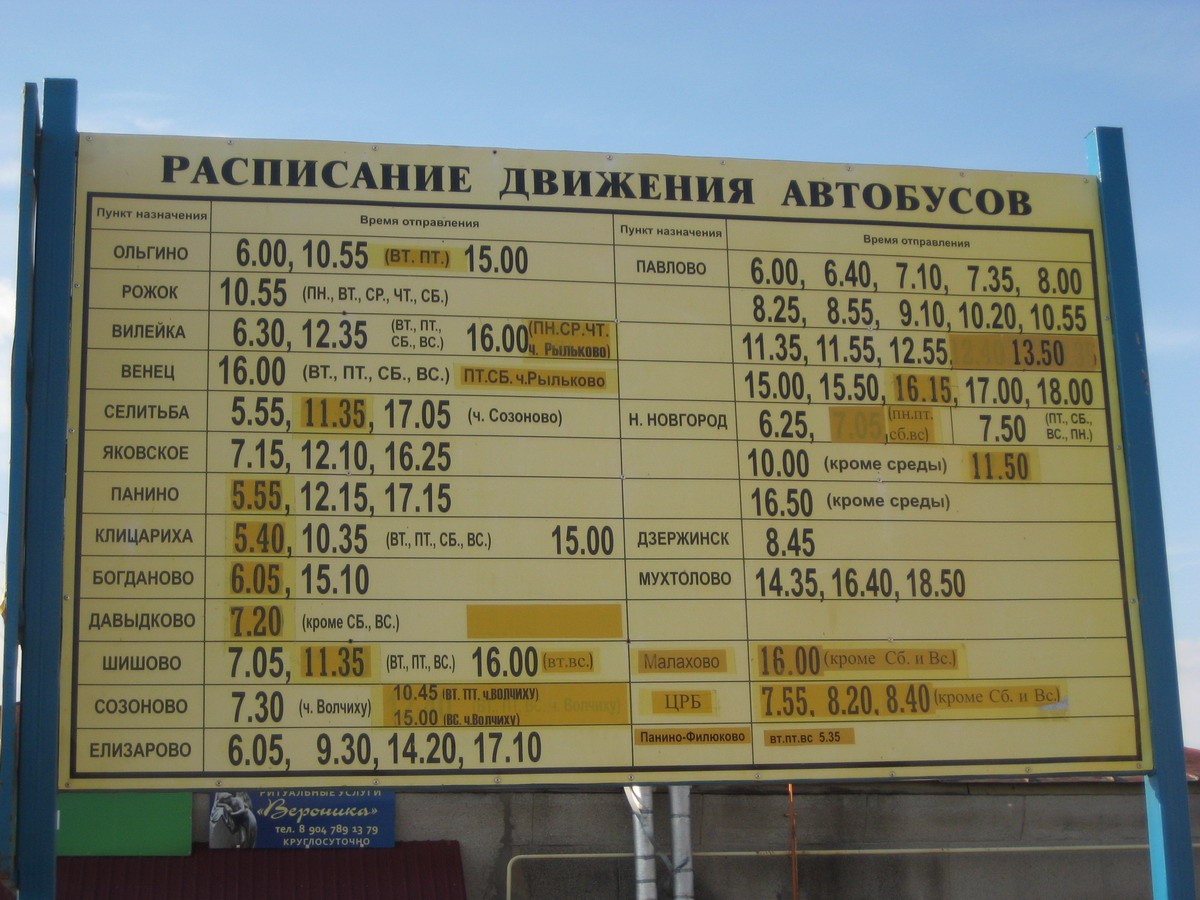 РАСПИСАНИЕ ДВИЖЕНИЯ АВТОБУСОВ
Пункт назначения Время отправления
ОЛЬГИНО 6.00, 10.55 (ВТ. ПТ.) 15.00
РОЖОК 10.55 (ПН., ВТ., СР., ЧТ., СБ.)
ВИЛЕЙКА 6.30, 12.35 (ВТ., ПТ., СБ., ВС.) 16.00 (ПН.СР.ЧТ. ч. Рыльково)
ВЕНЕЦ 16.00 (ВТ., ПТ., СБ., ВС.) ПТ.СБ. ч.Рыльково
СЕЛИТЬБА 5.55, 11.35, 17.05 (ч. Созоново)
ЯКОВСКОЕ 7.15, 12.10, 16.25
ПАНИНО 5.55, 12.15, 17.15
КЛИЦАРИХА 5.40, 10.35 (ВТ., ПТ., СБ., ВС.) 15.00
БОГДАНОВО 6.05, 15.10
ДАВЫДКОВО 7.20 (кроме СБ., ВС.)
ШИШОВО 7.05, 11.35 (ВТ., ПТ., ВС.) 16.00 (вт.вс.)
СОЗОНОВО 7.30 (ч. Волчиху) 10.45 (ВТ. ПТ. ч.ВОЛЧИХУ)
15.00 (ВС. ч.Волчиху)
ЕЛИЗАРОВО 6.05, 9.30, 14.20, 17.10
Пункт назначения Время отправления
ПАВЛОВО 6.00, 6.40, 7.10, 7.35, 8.00
8.25, 8.55, 9.10, 10.20, 10.55
11.35, 11.55, 12.55, 13.50
15.00, 15.50, 16.15, 17.00, 18.00
Н. НОВГОРОД 6.25, 7.05, (пн.пт. сб.вс) 7.50 (ПТ., СБ., ВС., ПН.)
10.00 (кроме среды) 11.50
16.50 (кроме среды)
ДЗЕРЖИНСК 8.45
МУХТОЛОВО 14.35, 16.40, 18.50
Малахово 16.00 (кроме Сб. и Вс.)
ЦРБ 7.55, 8.20, 8.40 (кроме Сб. и Вс.)
Панино-Филюково вт.пт.вс 5.35
РИТУАЛЬНЫЕ УСЛУГИ
«Вероника»
тел. 8 904 789 13 79
КРУГЛОСУТОЧНО